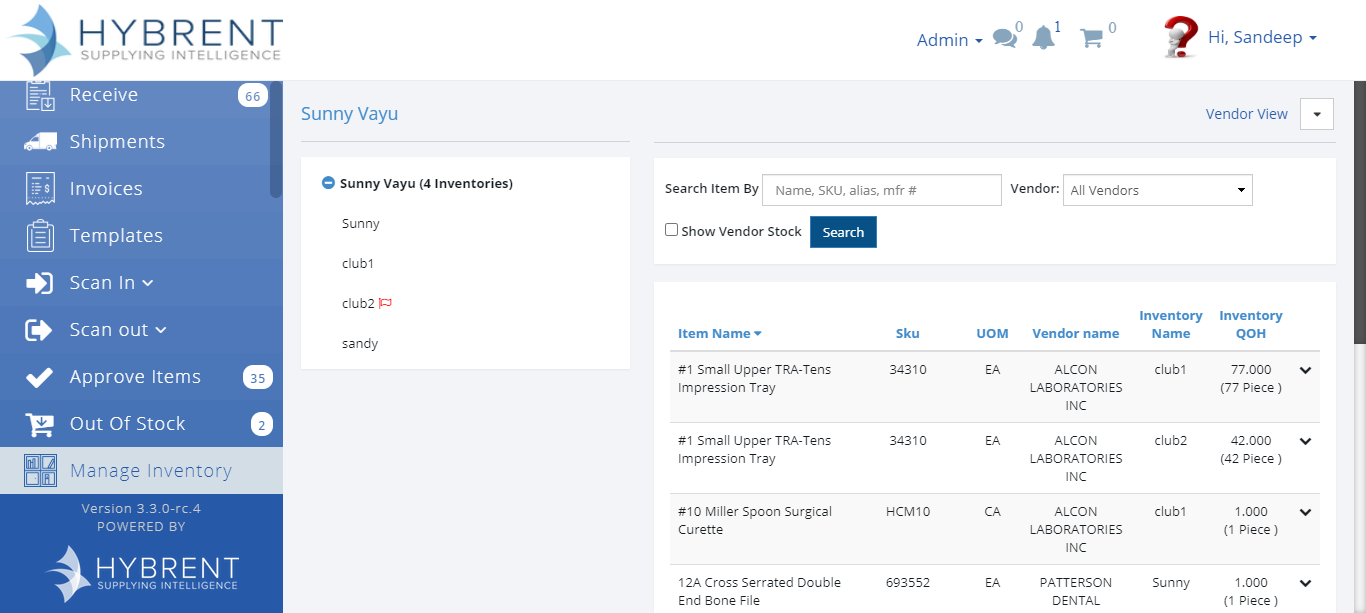 HYBRENT
SUPPLYING INTELLIGENCE
Admin
0
1
0
Hi, Sandeep
Receive
66
Shipments
Invoices
Templates
Scan In
Scan out
Approve Items
35
Out Of Stock
2
Manage Inventory
Version 3.3.0-rc.4
POWERED BY
HYBRENT
SUPPLYING INTELLIGENCE
Sunny Vayu
Vendor View
Sunny Vayu (4 Inventories)
Sunny
club1
club2
sandy
Search Item By Name, SKU, alias, mfr # Vendor: All Vendors
Show Vendor Stock Search
Item Name Sku UOM Vendor name Inventory Name Inventory QOH
#1 Small Upper TRA-Tens 34310 EA ALCON club1 77.000
Impression Tray LABORATORIES (77 Piece )
INC
#1 Small Upper TRA-Tens 34310 EA ALCON club2 42.000
Impression Tray LABORATORIES (42 Piece )
INC
#10 Miller Spoon Surgical HCM10 CA ALCON club1 1.000
Curette LABORATORIES (1 Piece )
INC
12A Cross Serrated Double 693552 EA PATTERSON Sunny 1.000
End Bone File DENTAL (1 Piece )